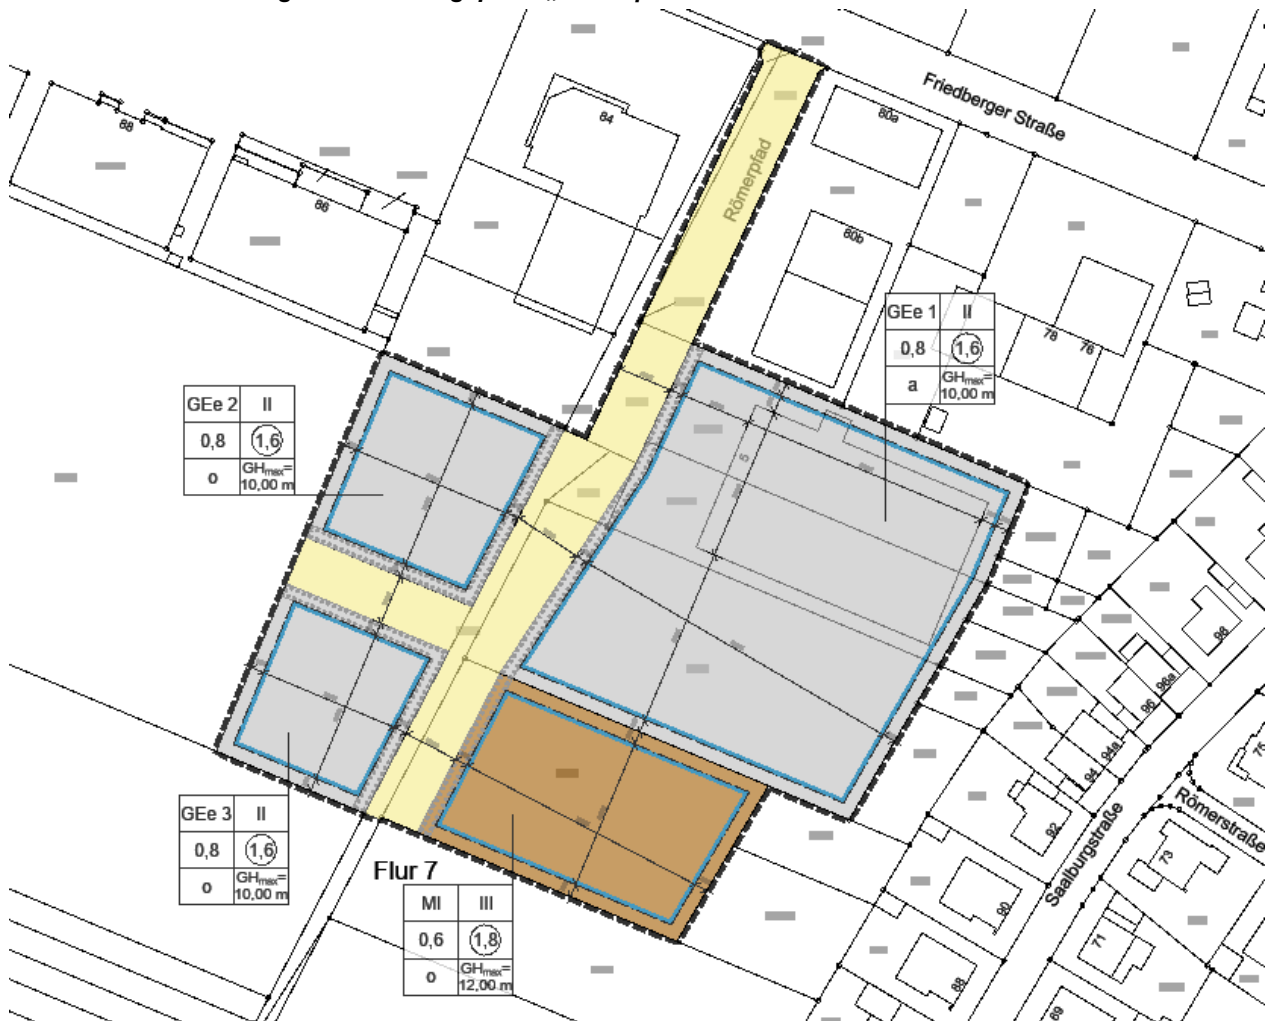 Friedberger Straße
80a
84
88
Römerpfad
86
80b
GEe 1 II
0,8 1,6
a GHmax= 10,00 m
78
76
GEe 2 II
0,8 1,6
o GHmax= 10,00 m
5
98
96a
96
94a
94
75
Römerstraße
92
GEe 3 II
0,8 1,6
o GHmax= 10,00 m
Saalburgstraße
73
Flur 7
MI III
0,6 1,8
o GHmax= 12,00 m
90
71
88
69